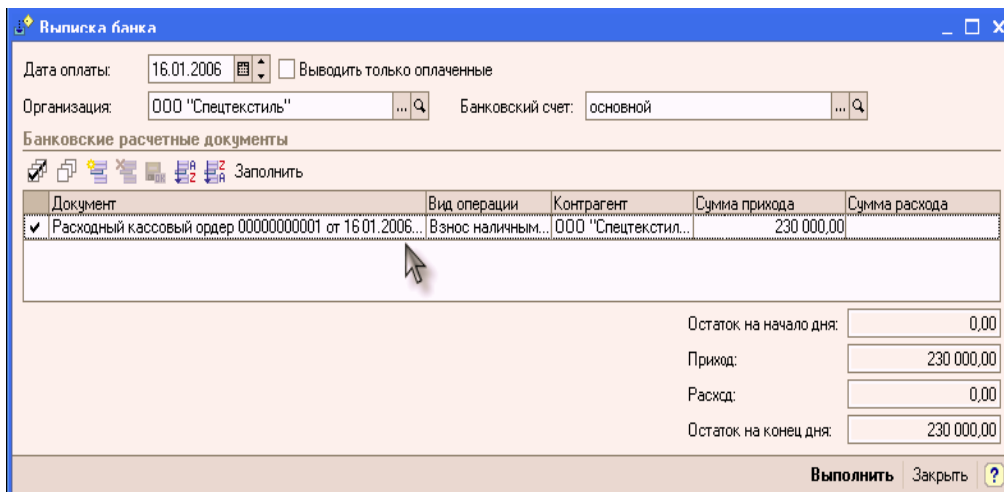 Выписка банка
Дата оплаты: 16.01.2006 Выводить только оплаченные
Организация: ООО "Спецтекстиль" ... Банковский счет: основной ...
Банковские расчетные документы
Заполнить
Документ Вид операции Контрагент Сумма прихода Сумма расхода
Расходный кассовый ордер 00000000001 от 16.01.2006... Взнос наличным... ООО "Спецтекстил... 230 000,00
Остаток на начало дня: 0,00
Приход: 230 000,00
Расход: 0,00
Остаток на конец дня: 230 000,00
Выполнить Закрыть ?